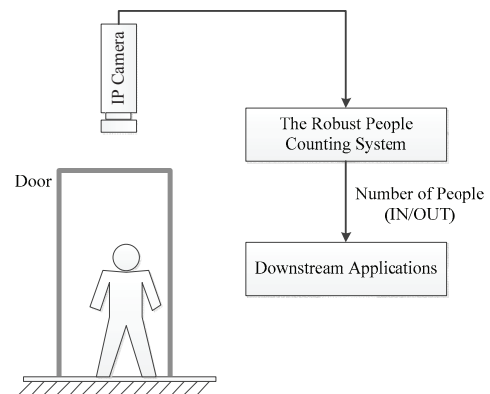 IP Camera
The Robust People
Counting System
Door
Number of People
(IN/OUT)
Downstream Applications